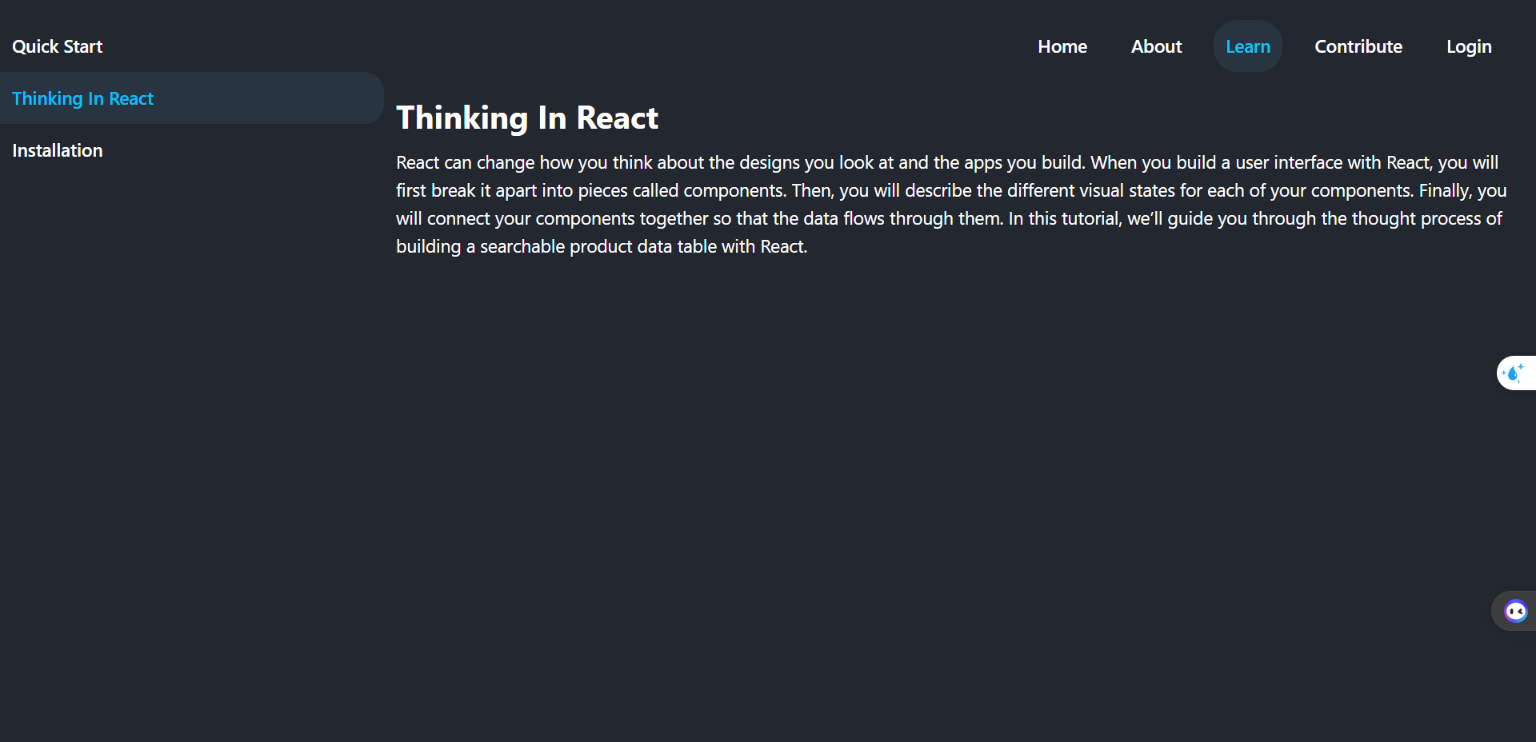 Quick Start
Home About Learn Contribute Login
Thinking In React
Installation
Thinking In React
React can change how you think about the designs you look at and the apps you build. When you build a user interface with React, you will
first break it apart into pieces called components. Then, you will describe the different visual states for each of your components. Finally, you
will connect your components together so that the data flows through them. In this tutorial, we’ll guide you through the thought process of
building a searchable product data table with React.